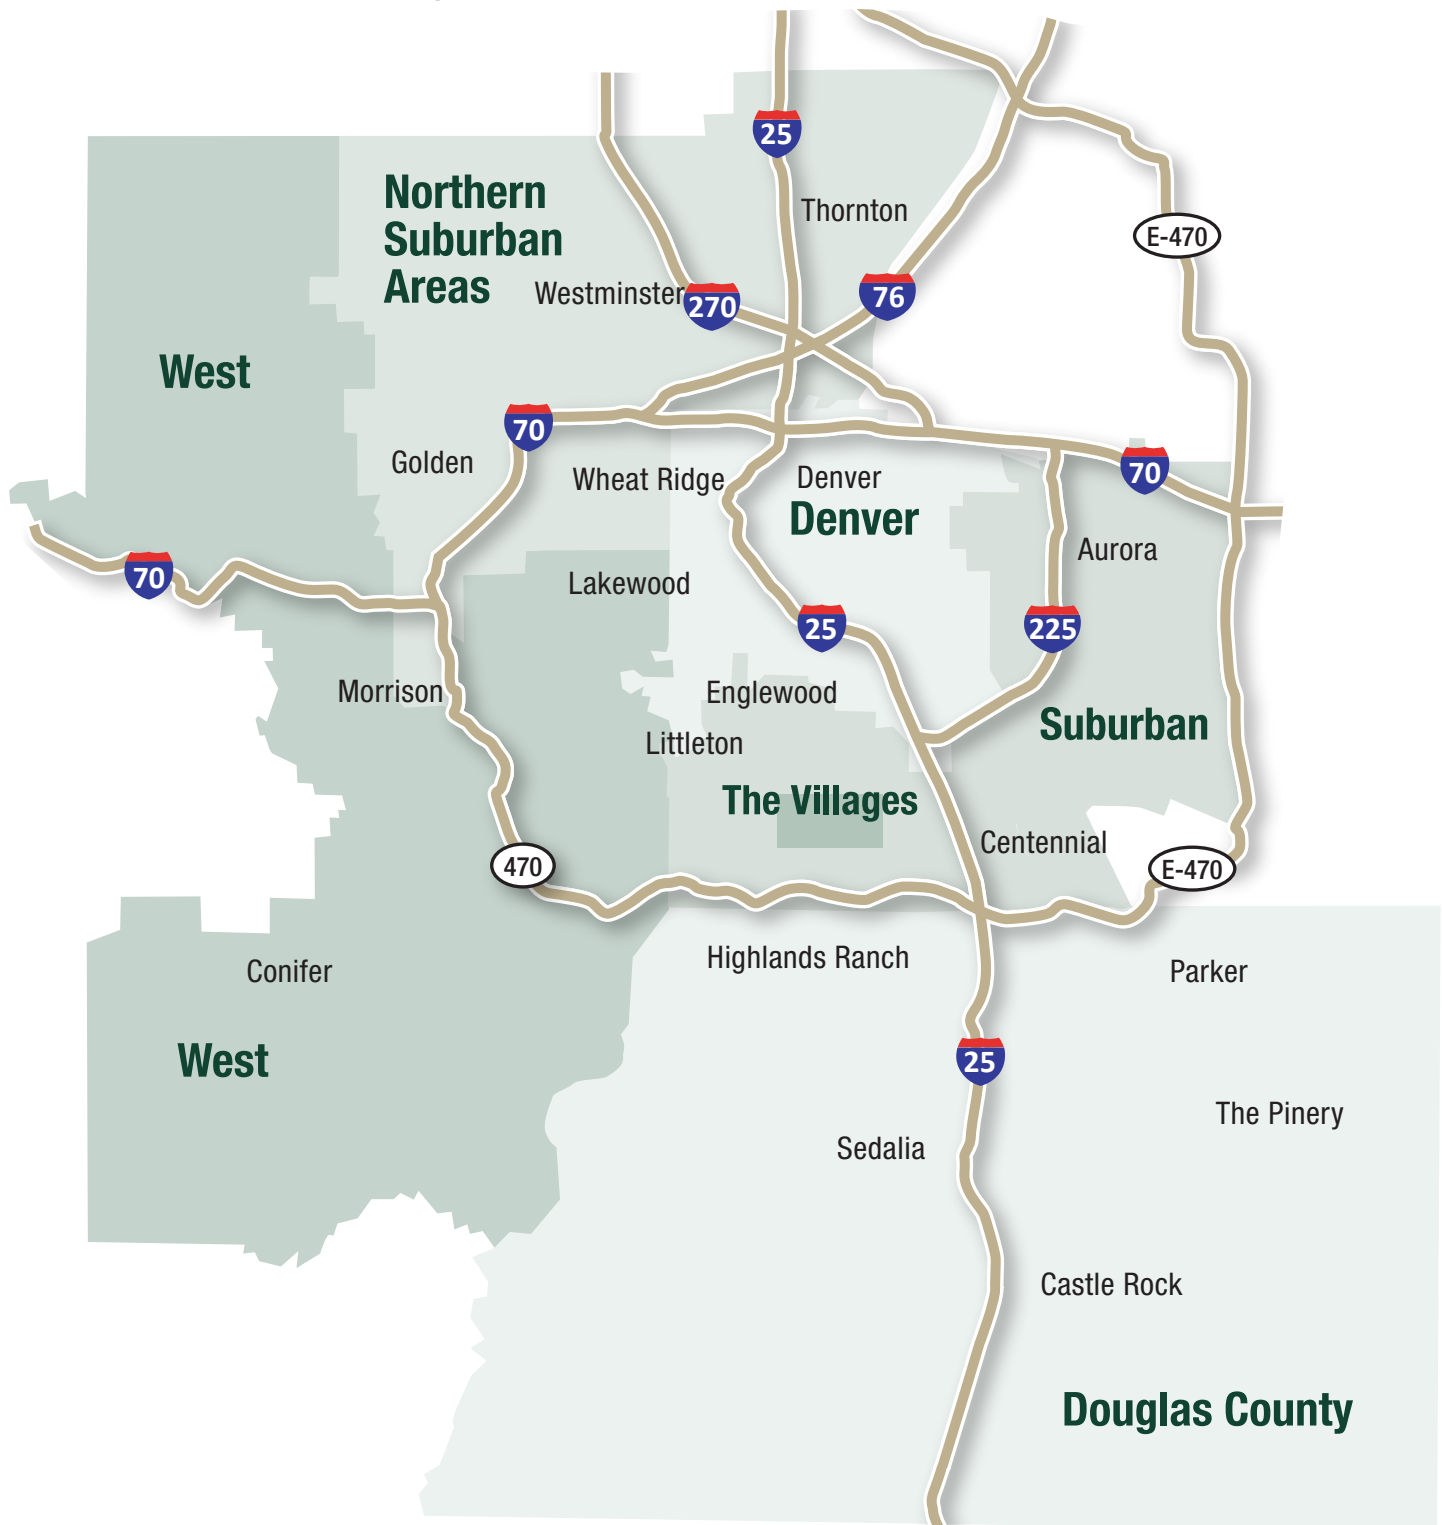 25
Northern
Suburban
Areas
Thornton
E-470
Westminster
270
76
West
70
Golden
Wheat Ridge
Denver
70
Denver
Aurora
70
Lakewood
25
225
Morrison
Englewood
Suburban
Littleton
The Villages
Centennial
470
E-470
Highlands Ranch
Conifer
Parker
West
25
The Pinery
Sedalia
Castle Rock
Douglas County